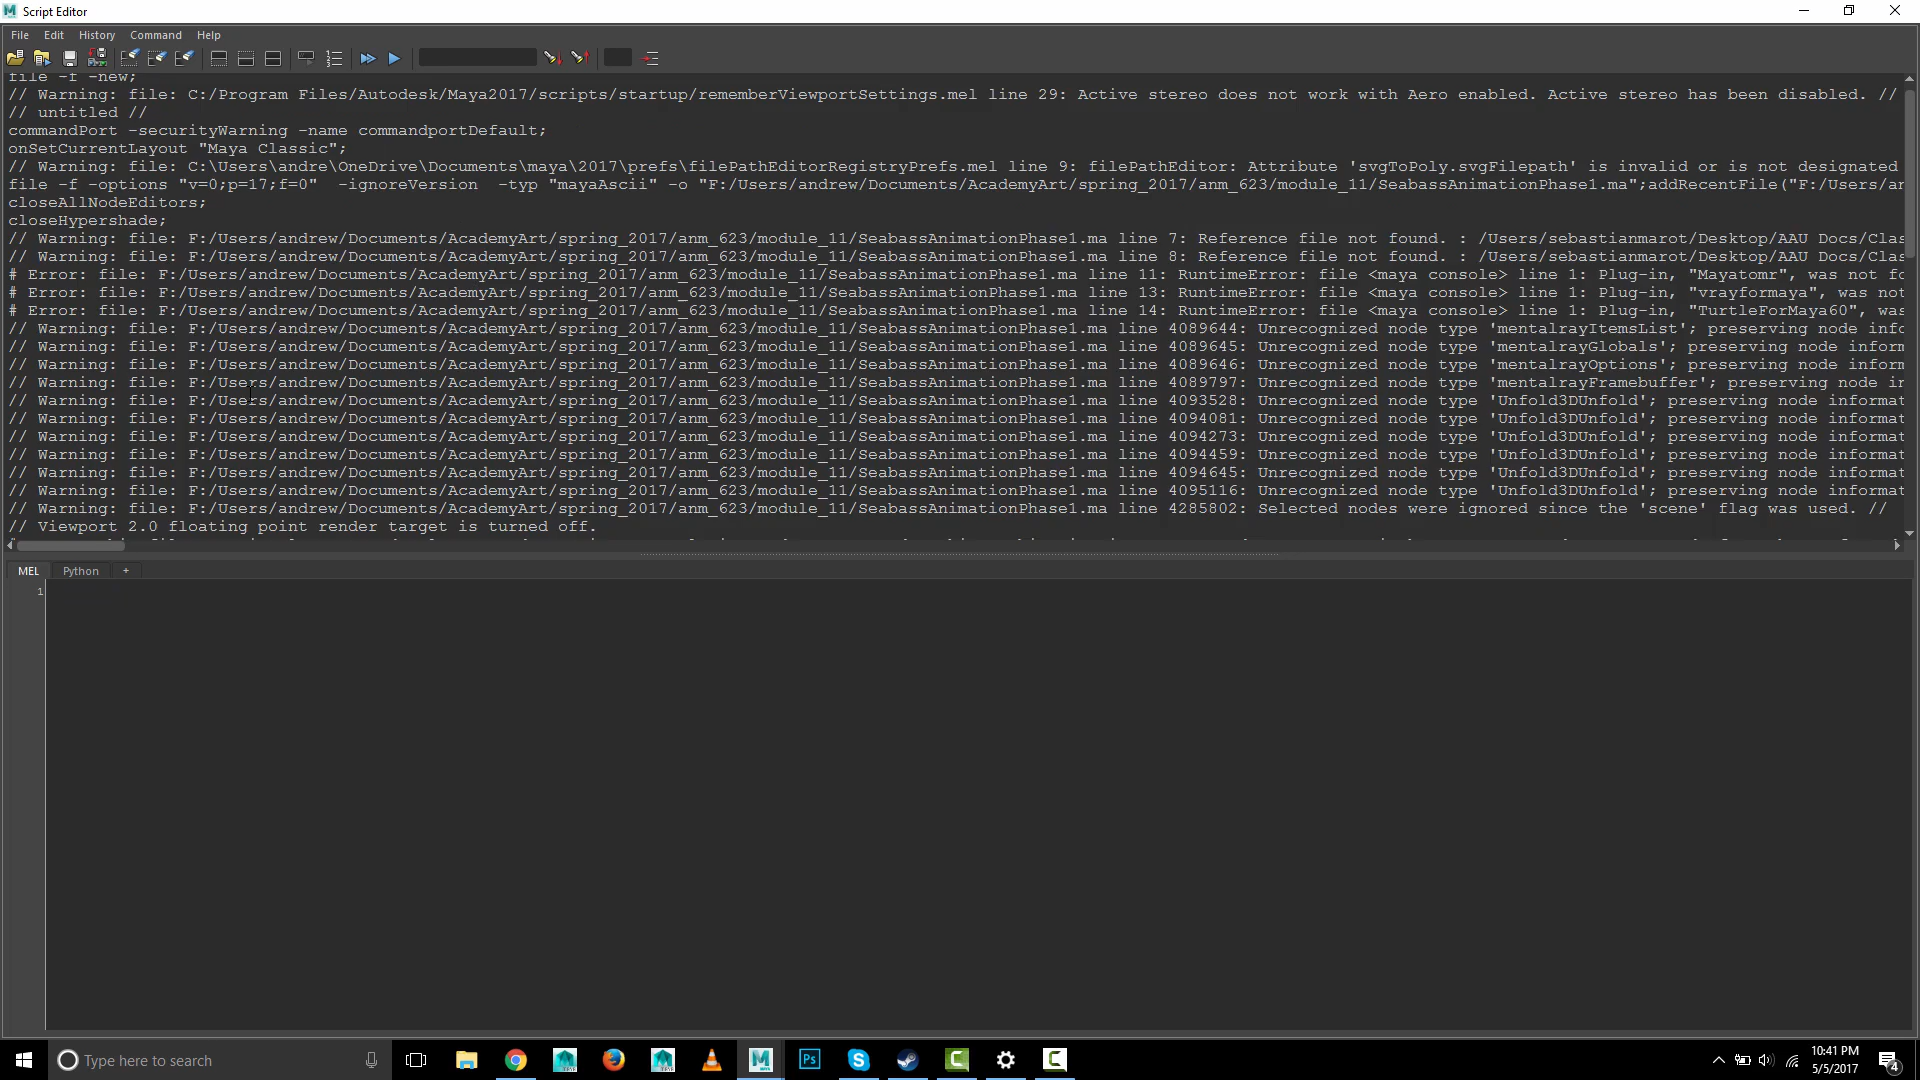 Script Editor
File Edit History Command Help
file -f -new;
// Warning: file: C:/Program Files/Autodesk/Maya2017/scripts/startup/rememberViewportSettings.mel line 29: Active stereo does not work with Aero enabled. Active stereo has been disabled. //
// untitled //
commandPort -securityWarning -name commandportDefault;
onSetCurrentLayout "Maya Classic";
// Warning: file: C:\Users\andre\OneDrive\Documents\maya\2017\prefs\filePathEditorRegistryPrefs.mel line 9: filePathEditor: Attribute 'svgToPoly.svgFilepath' is invalid or is not designated
file -f -options "v=0;p=17;f=0"  -ignoreVersion  -typ "mayaAscii" -o "F:/Users/andrew/Documents/AcademyArt/spring_2017/anm_623/module_11/SeabassAnimationPhase1.ma";addRecentFile("F:/Users/an
closeAllNodeEditors;
closeHypershade;
// Warning: file: F:/Users/andrew/Documents/AcademyArt/spring_2017/anm_623/module_11/SeabassAnimationPhase1.ma line 7: Reference file not found. : /Users/sebastianmarot/Desktop/AAU Docs/Clas
// Warning: file: F:/Users/andrew/Documents/AcademyArt/spring_2017/anm_623/module_11/SeabassAnimationPhase1.ma line 8: Reference file not found. : /Users/sebastianmarot/Desktop/AAU Docs/Clas
# Error: file: F:/Users/andrew/Documents/AcademyArt/spring_2017/anm_623/module_11/SeabassAnimationPhase1.ma line 11: RuntimeError: file <maya console> line 1: Plug-in, "Mayatomr", was not fo
# Error: file: F:/Users/andrew/Documents/AcademyArt/spring_2017/anm_623/module_11/SeabassAnimationPhase1.ma line 13: RuntimeError: file <maya console> line 1: Plug-in, "vrayformaya", was not
# Error: file: F:/Users/andrew/Documents/AcademyArt/spring_2017/anm_623/module_11/SeabassAnimationPhase1.ma line 14: RuntimeError: file <maya console> line 1: Plug-in, "TurtleForMaya60", was
// Warning: file: F:/Users/andrew/Documents/AcademyArt/spring_2017/anm_623/module_11/SeabassAnimationPhase1.ma line 4089644: Unrecognized node type 'mentalrayItemsList'; preserving node info
// Warning: file: F:/Users/andrew/Documents/AcademyArt/spring_2017/anm_623/module_11/SeabassAnimationPhase1.ma line 4089645: Unrecognized node type 'mentalrayGlobals'; preserving node inform
// Warning: file: F:/Users/andrew/Documents/AcademyArt/spring_2017/anm_623/module_11/SeabassAnimationPhase1.ma line 4089646: Unrecognized node type 'mentalrayOptions'; preserving node inform
// Warning: file: F:/Users/andrew/Documents/AcademyArt/spring_2017/anm_623/module_11/SeabassAnimationPhase1.ma line 4089797: Unrecognized node type 'mentalrayFramebuffer'; preserving node in
// Warning: file: F:/Users/andrew/Documents/AcademyArt/spring_2017/anm_623/module_11/SeabassAnimationPhase1.ma line 4093528: Unrecognized node type 'Unfold3DUnfold'; preserving node informat
// Warning: file: F:/Users/andrew/Documents/AcademyArt/spring_2017/anm_623/module_11/SeabassAnimationPhase1.ma line 4094081: Unrecognized node type 'Unfold3DUnfold'; preserving node informat
// Warning: file: F:/Users/andrew/Documents/AcademyArt/spring_2017/anm_623/module_11/SeabassAnimationPhase1.ma line 4094273: Unrecognized node type 'Unfold3DUnfold'; preserving node informat
// Warning: file: F:/Users/andrew/Documents/AcademyArt/spring_2017/anm_623/module_11/SeabassAnimationPhase1.ma line 4094459: Unrecognized node type 'Unfold3DUnfold'; preserving node informat
// Warning: file: F:/Users/andrew/Documents/AcademyArt/spring_2017/anm_623/module_11/SeabassAnimationPhase1.ma line 4094645: Unrecognized node type 'Unfold3DUnfold'; preserving node informat
// Warning: file: F:/Users/andrew/Documents/AcademyArt/spring_2017/anm_623/module_11/SeabassAnimationPhase1.ma line 4095116: Unrecognized node type 'Unfold3DUnfold'; preserving node informat
// Warning: file: F:/Users/andrew/Documents/AcademyArt/spring_2017/anm_623/module_11/SeabassAnimationPhase1.ma line 4285802: Selected nodes were ignored since the 'scene' flag was used. //
// Viewport 2.0 floating point render target is turned off.
MEL Python +
1
Type here to search
Ps
10:41 PM
5/5/2017
4